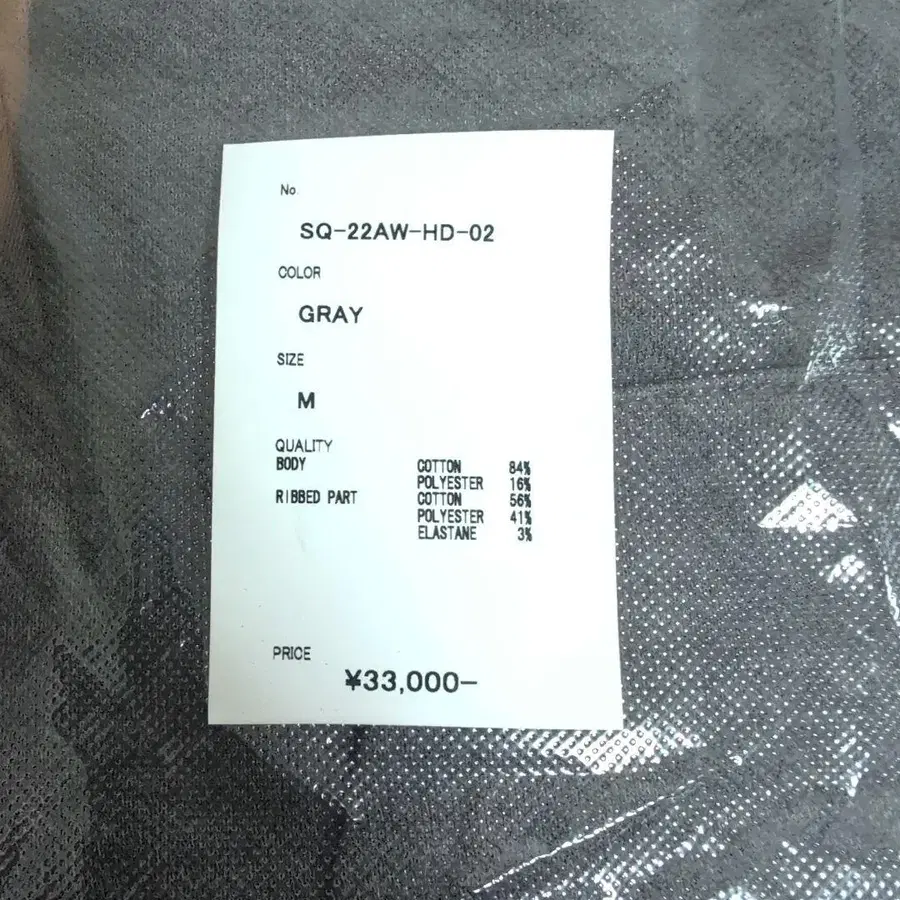 No.
SQ-22AW-HD-02
COLOR
GRAY
SIZE
M
QUALITY
BODY COTTON 84%
POLYESTER 16%
RIBBED PART COTTON 56%
POLYESTER 41%
ELASTANE 3%
PRICE
¥33,000-